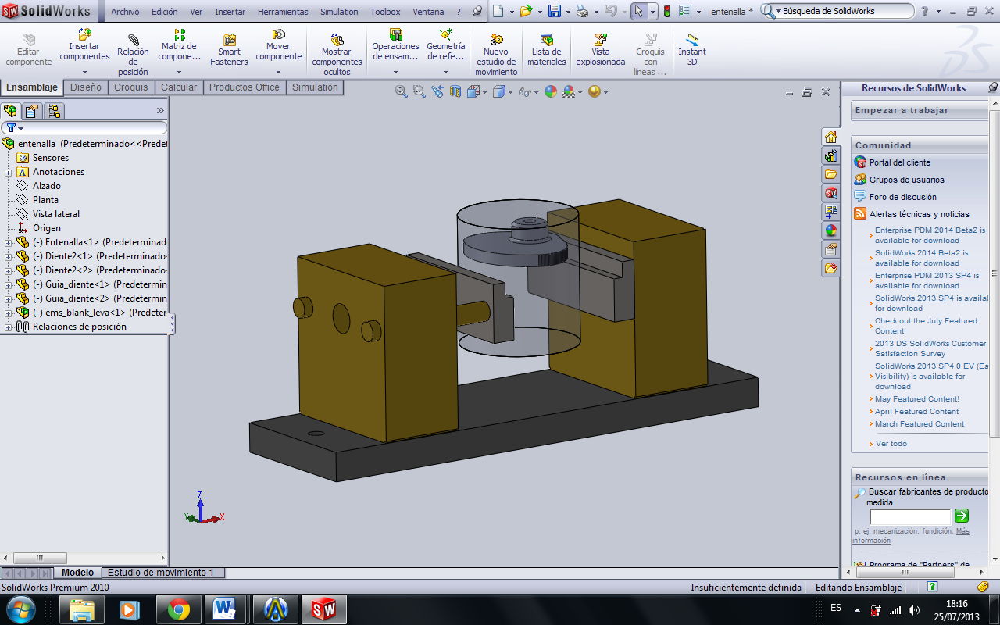 SolidWorks
Archivo Edición Ver Insertar Herramientas Simulation Toolbox Ventana ? entenalla * Búsqueda de SolidWorks ?
Editar componente
Insertar componentes
Relación de posición
Matriz de compone...
Smart Fasteners
Mover componente
Mostrar componentes ocultos
Operaciones de ensam...
Geometría de refe...
Nuevo estudio de movimiento
Lista de materiales
Vista explosionada
Croquis con líneas ...
Instant 3D
Ensamblaje Diseño Croquis Calcular Productos Office Simulation
entenalla (Predeterminado<<Predet
Sensores
Anotaciones
Alzado
Planta
Vista lateral
Origen
(-) Entenalla<1> (Predeterminad
(-) Diente2<1> (Predeterminado
(-) Diente2<2> (Predeterminado
(-) Guia_diente<1> (Predetermin
(-) Guia_diente<2> (Predetermin
(-) ems_blank_leva<1> (Predeter
Relaciones de posición
Z
Y
X
Recursos de SolidWorks
Empezar a trabajar
Comunidad
Portal del cliente
Grupos de usuarios
Foro de discusión
Alertas técnicas y noticias
Enterprise PDM 2014 Beta2 is
available for download
SolidWorks 2014 Beta2 is
available for download
Enterprise PDM 2013 SP4 is
available for download
SolidWorks 2013 SP4 is availal
for download
Check out the July Featured
Content!
2013 DS SolidWorks Customer
Satisfaction Survey
SolidWorks 2013 SP4.0 EV (Ea
Visibility) is available for
download
May Featured Content!
April Featured Content
March Featured Content
Ver todo
Recursos en línea
Buscar fabricantes de producto
medida
p. ej. mecanización, fundición. Más
información
Programa de "Partners" de
Modelo Estudio de movimiento 1
SolidWorks Premium 2010 Insuficientemente definida Editando Ensamblaje
ES 18:16
25/07/2013